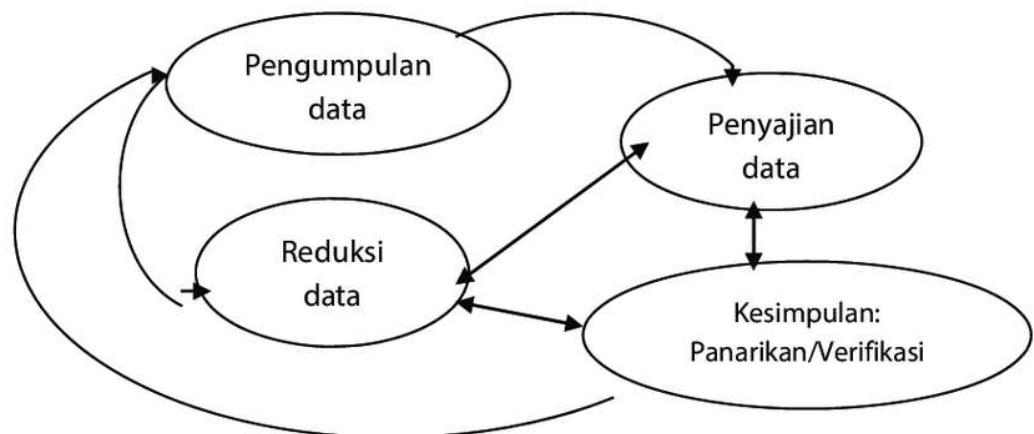 Pengumpulan
data
Penyajian
data
Reduksi
data
Kesimpulan:
Panarikan/Verifikasi